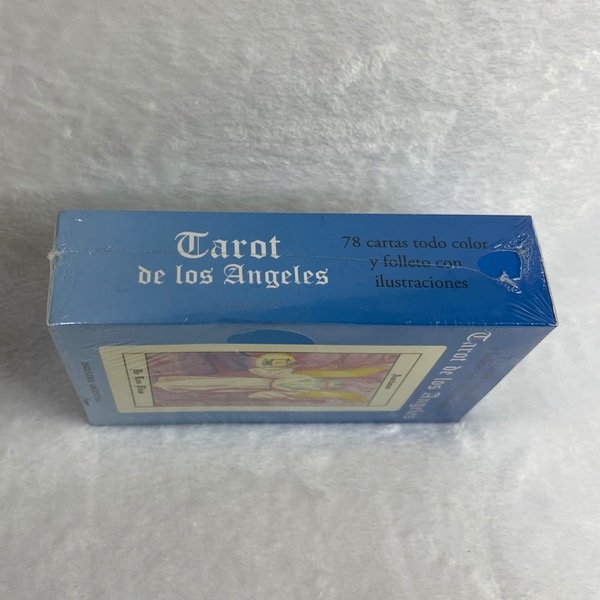 Tarot
de los Angeles
78 cartas todo color
y folleto con
ilustraciones
Tarot de los Angeles